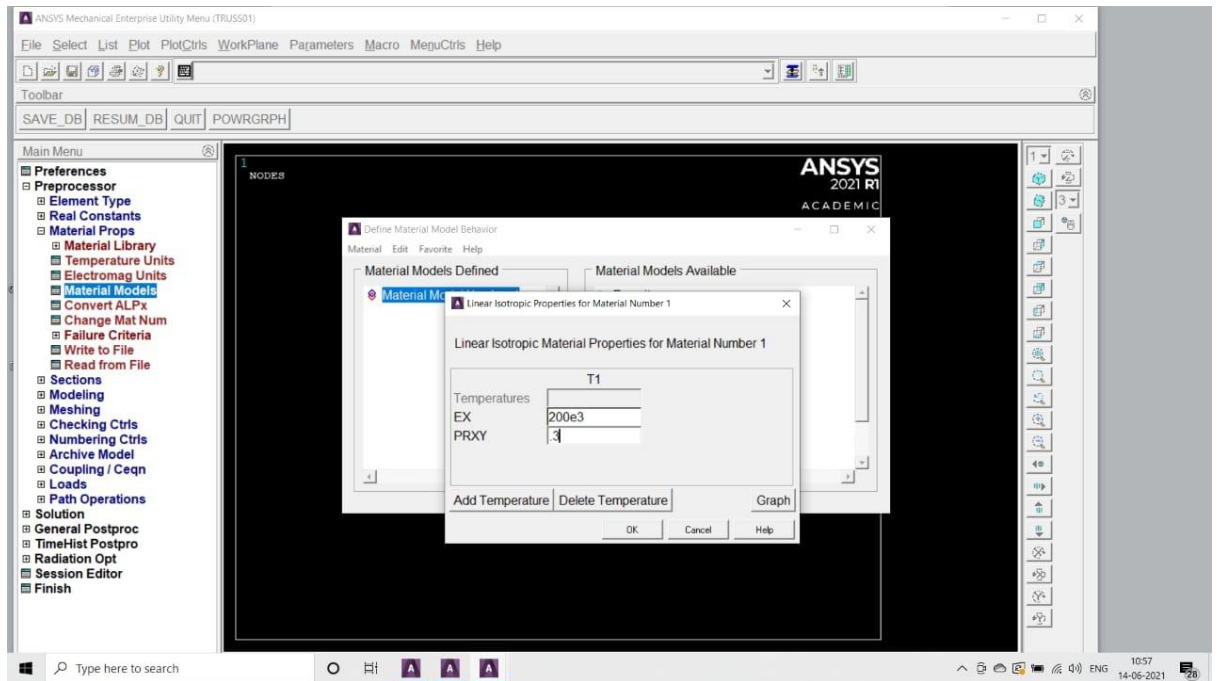 ANSYS Mechanical Enterprise Utility Menu (TRUSS01)
File Select List Plot PlotCtrls WorkPlane Parameters Macro MenuCtrls Help
Toolbar
SAVE_DB RESUM_DB QUIT POWRGRPH
Main Menu
Preferences
Preprocessor
Element Type
Real Constants
Material Props
Material Library
Temperature Units
Electromag Units
Material Models
Convert ALPx
Change Mat Num
Failure Criteria
Write to File
Read from File
Sections
Modeling
Meshing
Checking Ctrls
Numbering Ctrls
Archive Model
Coupling / Ceqn
Loads
Path Operations
Solution
General Postproc
TimeHist Postpro
Radiation Opt
Session Editor
Finish
1
NODES
ANSYS
2021 R1
ACADEMIC
Define Material Model Behavior
Material Edit Favorite Help
Material Models Defined
Material Models Available
Linear Isotropic Properties for Material Number 1
Linear Isotropic Material Properties for Material Number 1
T1
Temperatures
EX 200e3
PRXY .3
Add Temperature Delete Temperature Graph
OK Cancel Help
1
3
Type here to search
ENG
10:57
14-06-2021
28